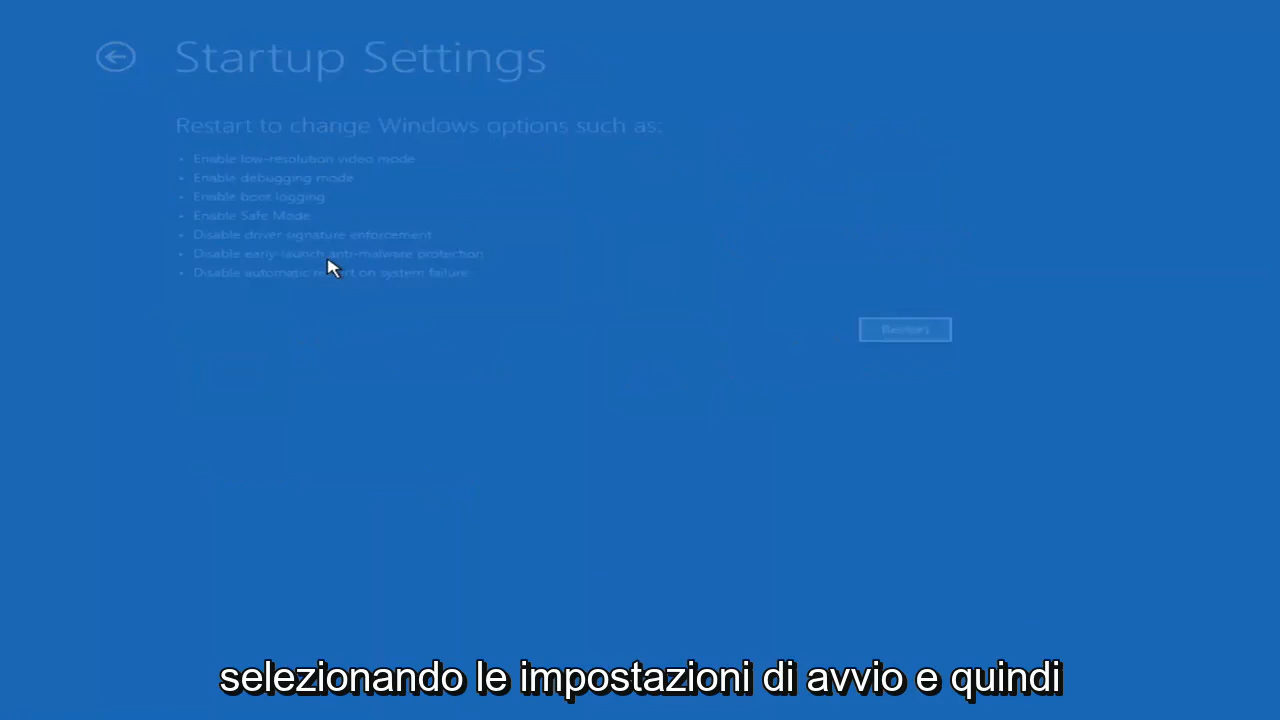 Startup Settings
Restart to change Windows options such as:
• Enable low-resolution video mode
• Enable debugging mode
• Enable boot logging
• Enable Safe Mode
• Disable driver signature enforcement
• Disable early-launch anti-malware protection
• Disable automatic restart on system failure
Restart
selezionando le impostazioni di avvio e quindi